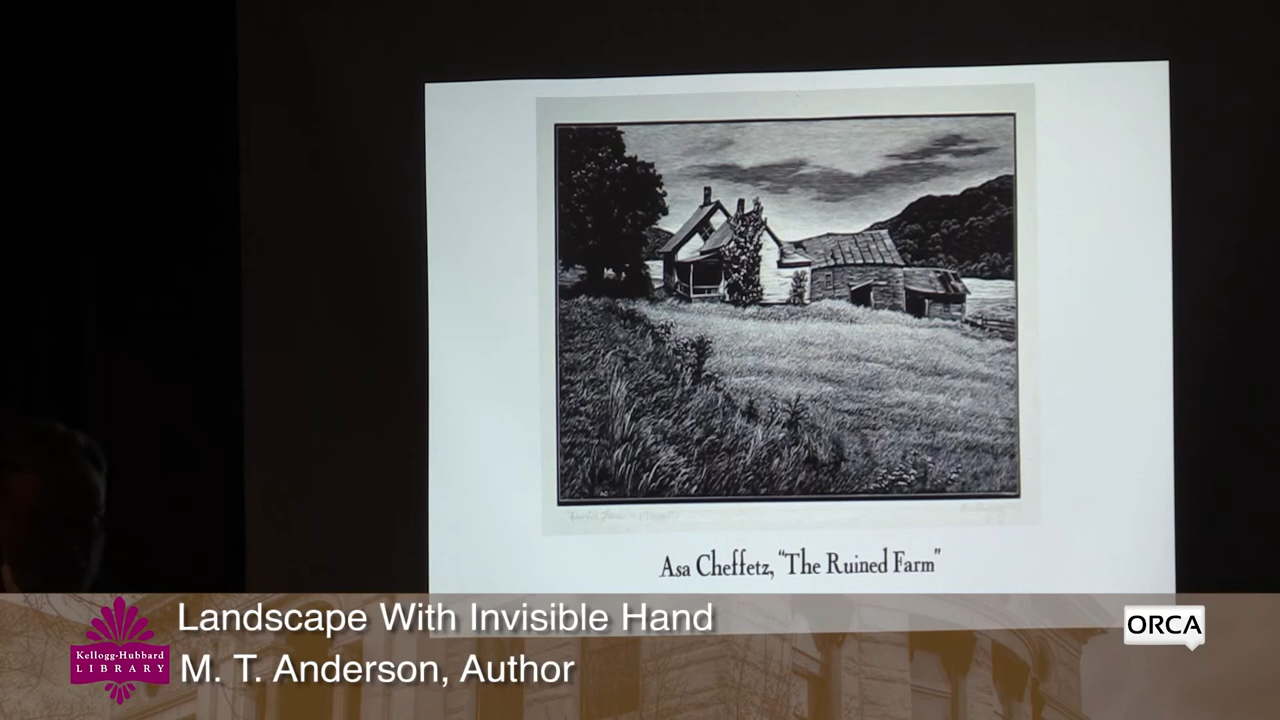 Asa Cheffetz, “The Ruined Farm”
Landscape With Invisible Hand
M. T. Anderson, Author
Kellogg-Hubbard
LIBRARY
ORCA